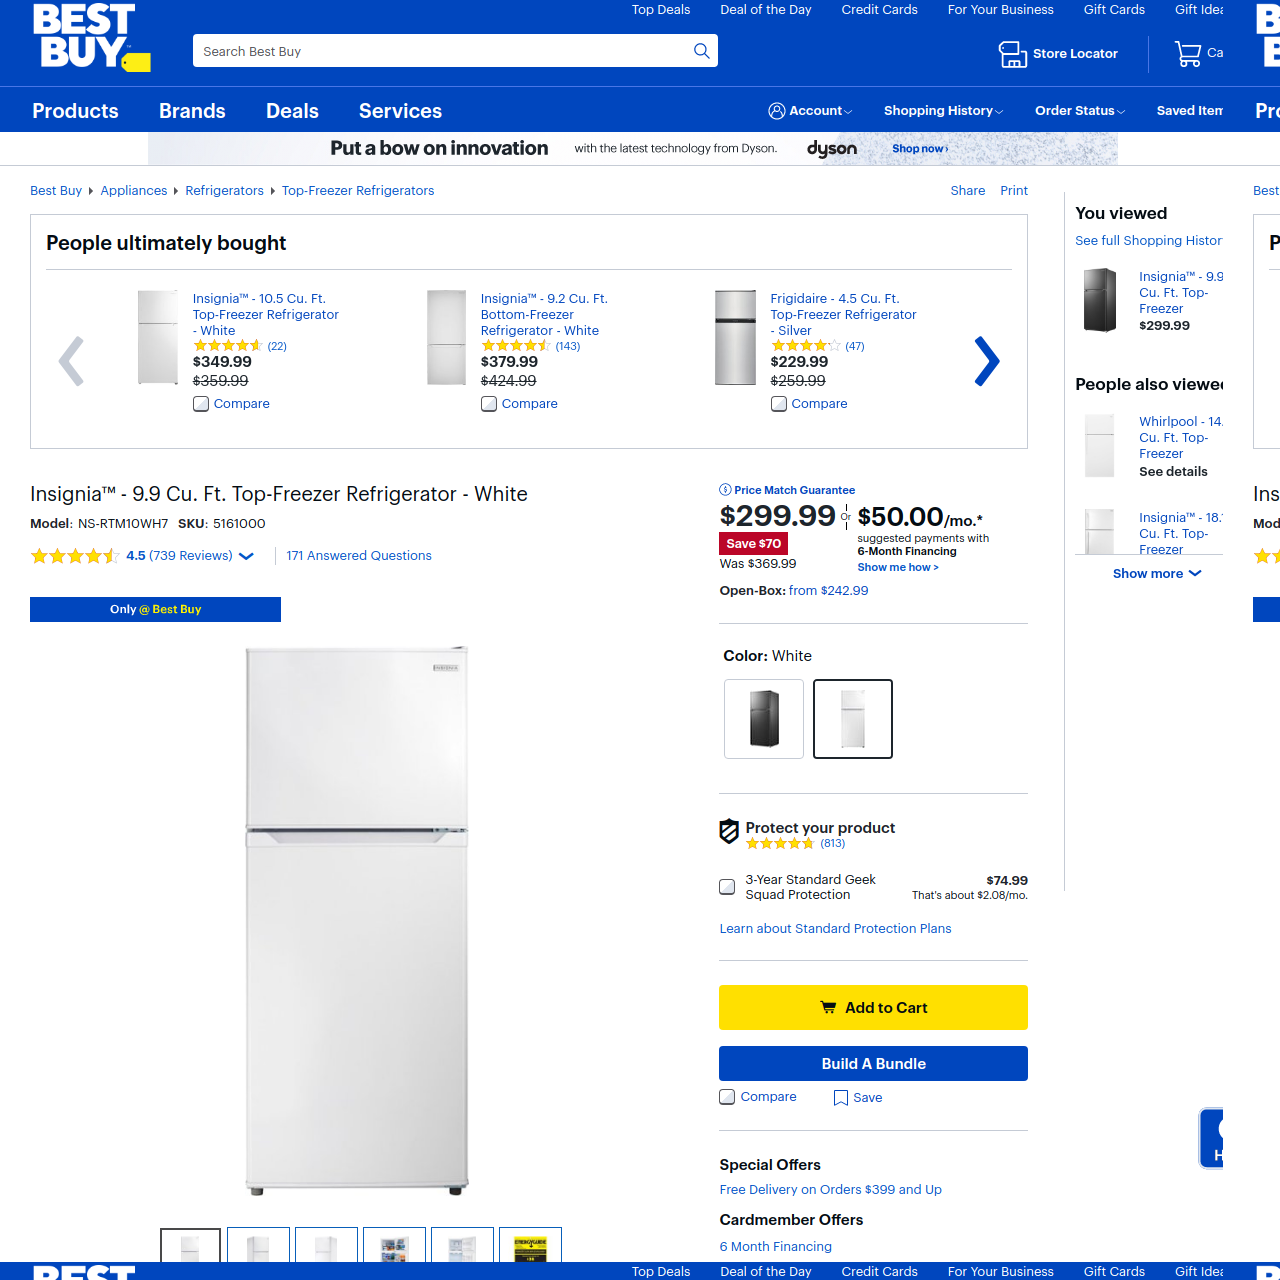 BEST
BUY
Top Deals
Deal of the Day
Credit Cards
For Your Business
Gift Cards
Gift Idea
Search Best Buy
Store Locator
Ca
Products
Brands
Deals
Services
Account
Shopping History
Order Status
Saved Item
Put a bow on innovation
with the latest technology from Dyson.
dyson
Shop now ›
Best Buy
Appliances
Refrigerators
Top-Freezer Refrigerators
Share
Print
People ultimately bought
Insignia™ - 10.5 Cu. Ft.
Top-Freezer Refrigerator
- White
(22)
$349.99
$359.99
Compare
Insignia™ - 9.2 Cu. Ft.
Bottom-Freezer
Refrigerator - White
(143)
$379.99
$424.99
Compare
Frigidaire - 4.5 Cu. Ft.
Top-Freezer Refrigerator
- Silver
(47)
$229.99
$259.99
Compare
You viewed
See full Shopping Histor
Insignia™ - 9.9
Cu. Ft. Top-
Freezer
$299.99
People also viewed
Whirlpool - 14.
Cu. Ft. Top-
Freezer
See details
Insignia™ - 18.
Cu. Ft. Top-
Freezer
Show more
Insignia™ - 9.9 Cu. Ft. Top-Freezer Refrigerator - White
Model: NS-RTM10WH7 SKU: 5161000
4.5 (739 Reviews)
171 Answered Questions
Only @ Best Buy
INSIGNIA
Price Match Guarantee
$299.99
Or
$50.00/mo.*
suggested payments with
6-Month Financing
Show me how >
Save $70
Was $369.99
Open-Box: from $242.99
Color: White
Protect your product
(813)
3-Year Standard Geek
Squad Protection
$74.99
That's about $2.08/mo.
Learn about Standard Protection Plans
Add to Cart
Build A Bundle
Compare
Save
Special Offers
Free Delivery on Orders $399 and Up
Cardmember Offers
6 Month Financing
ENERGYGUIDE
H
Pro
Best
P
Ins
Mod
BEST
Top Deals
Deal of the Day
Credit Cards
For Your Business
Gift Cards
Gift Idea